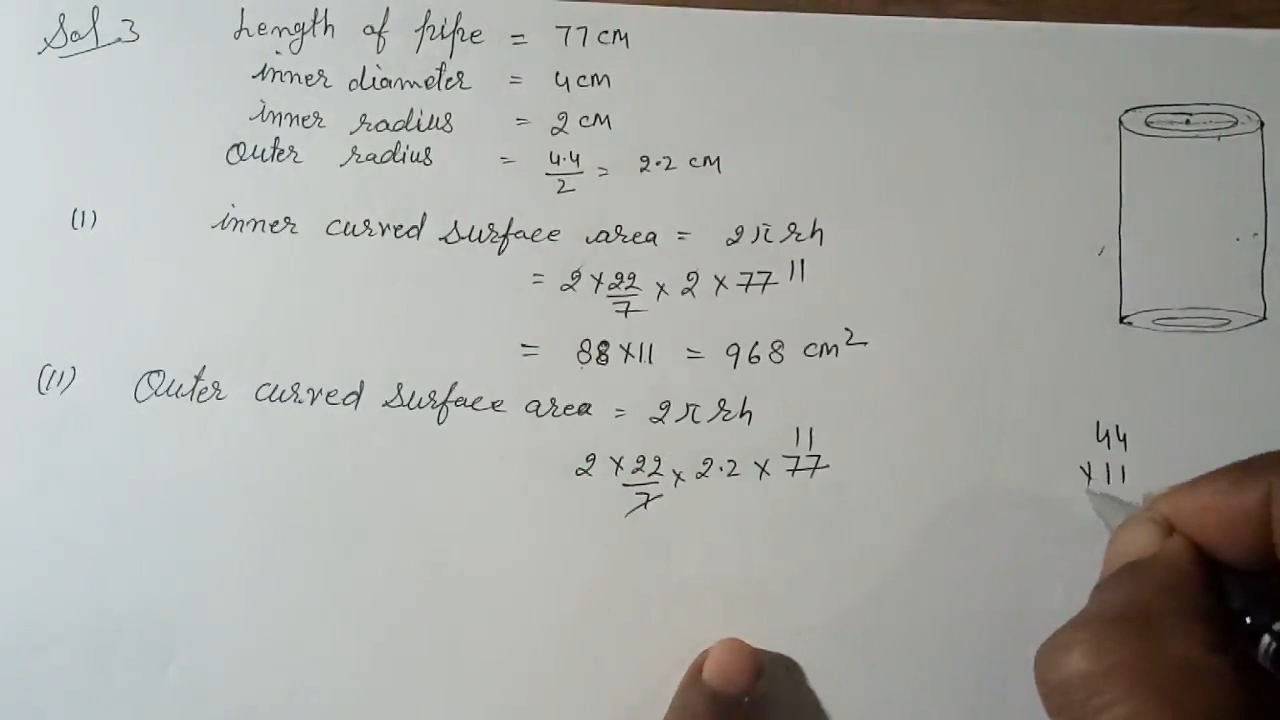 Sol 3 Length of pipe = 77 cm
inner diameter = 4 cm
inner radius = 2 cm
Outer radius = 4.4/2 = 2.2 cm
(I) inner curved surface area = 2πrh
= 2 × 22/7 × 2 × 77 11
= 88 × 11 = 968 cm²
(II) Outer curved surface area = 2πrh
2 × 22/7 × 2.2 × 77 11
44
× 11